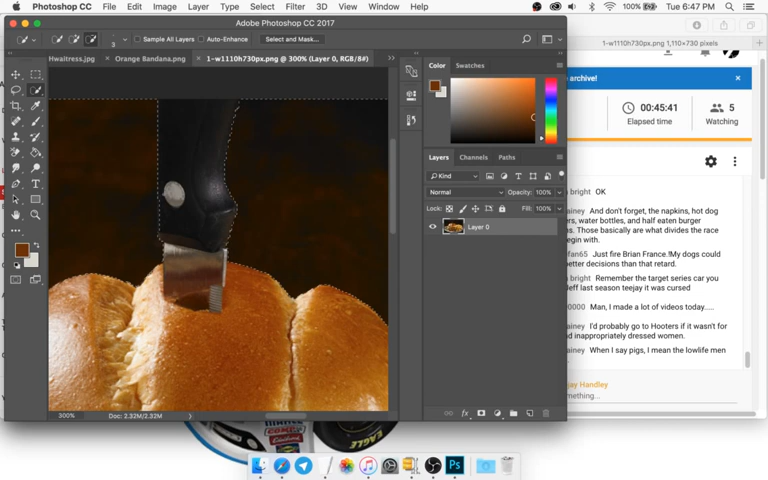 Photoshop CC File Edit Image Layer Type Select Filter 3D View Window Help 100% Tue 6:47 PM
Adobe Photoshop CC 2017
3 Sample All Layers Auto-Enhance Select and Mask...
Hwaitress.jpg × Orange Bandana.png × 1-w1110h730px.png @ 300% (Layer 0, RGB/8#)
Color Swatches
Layers Channels Paths
Kind
Normal Opacity: 100%
Lock: Fill: 100%
Layer 0
300% Doc: 2.32M/2.32M
1-w1110h730px.png 1,110×730 pixels
archive!
00:45:41
Elapsed time
5
Watching
bright OK
ainey And don't forget, the napkins, hot dog
ers, water bottles, and half eaten burger
ns. Those basically are what divides the race
begin with.
fan65 Just fire Brian France.!My dogs could
better decisions than that retard.
bright Remember the target series car you
Jeff last season teejay it was cursed
0000 Man, I made a lot of videos today.....
ainey I'd probably go to Hooters if it wasn't for
d inappropriately dressed women.
ainey When I say pigs, I mean the lowlife men
jay Handley
mething...
EAGLE
Ps